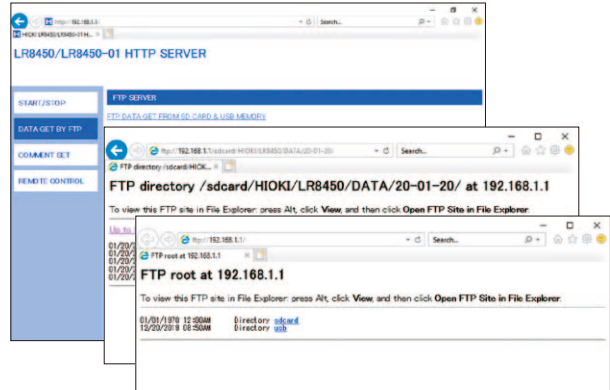 http://192.168.1.1/
Search...
HIOKI LR8450/LR8450-01 H...
LR8450/LR8450-01 HTTP SERVER
START/STOP
DATA GET BY FTP
COMMENT SET
REMOTE CONTROL
FTP SERVER
FTP DATA GET FROM SD CARD & USB MEMORY
ftp://192.168.1.1/sdcard/HIOKI/LR8450/DATA/20-01-20/
Search...
FTP directory /sdcard/HIOK...
FTP directory /sdcard/HIOKI/LR8450/DATA/20-01-20/ at 192.168.1.1
To view this FTP site in File Explorer: press Alt, click View, and then click Open FTP Site in File Explorer.
Up to
01/20/2
01/20/2
01/20/2
01/20/2
01/20/2
ftp://192.168.1.1/
Search...
FTP root at 192.168.1.1
FTP root at 192.168.1.1
To view this FTP site in File Explorer: press Alt, click View, and then click Open FTP Site in File Explorer.
01/01/1970 12:00AM Directory sdcard
12/20/2019 08:50AM Directory usb